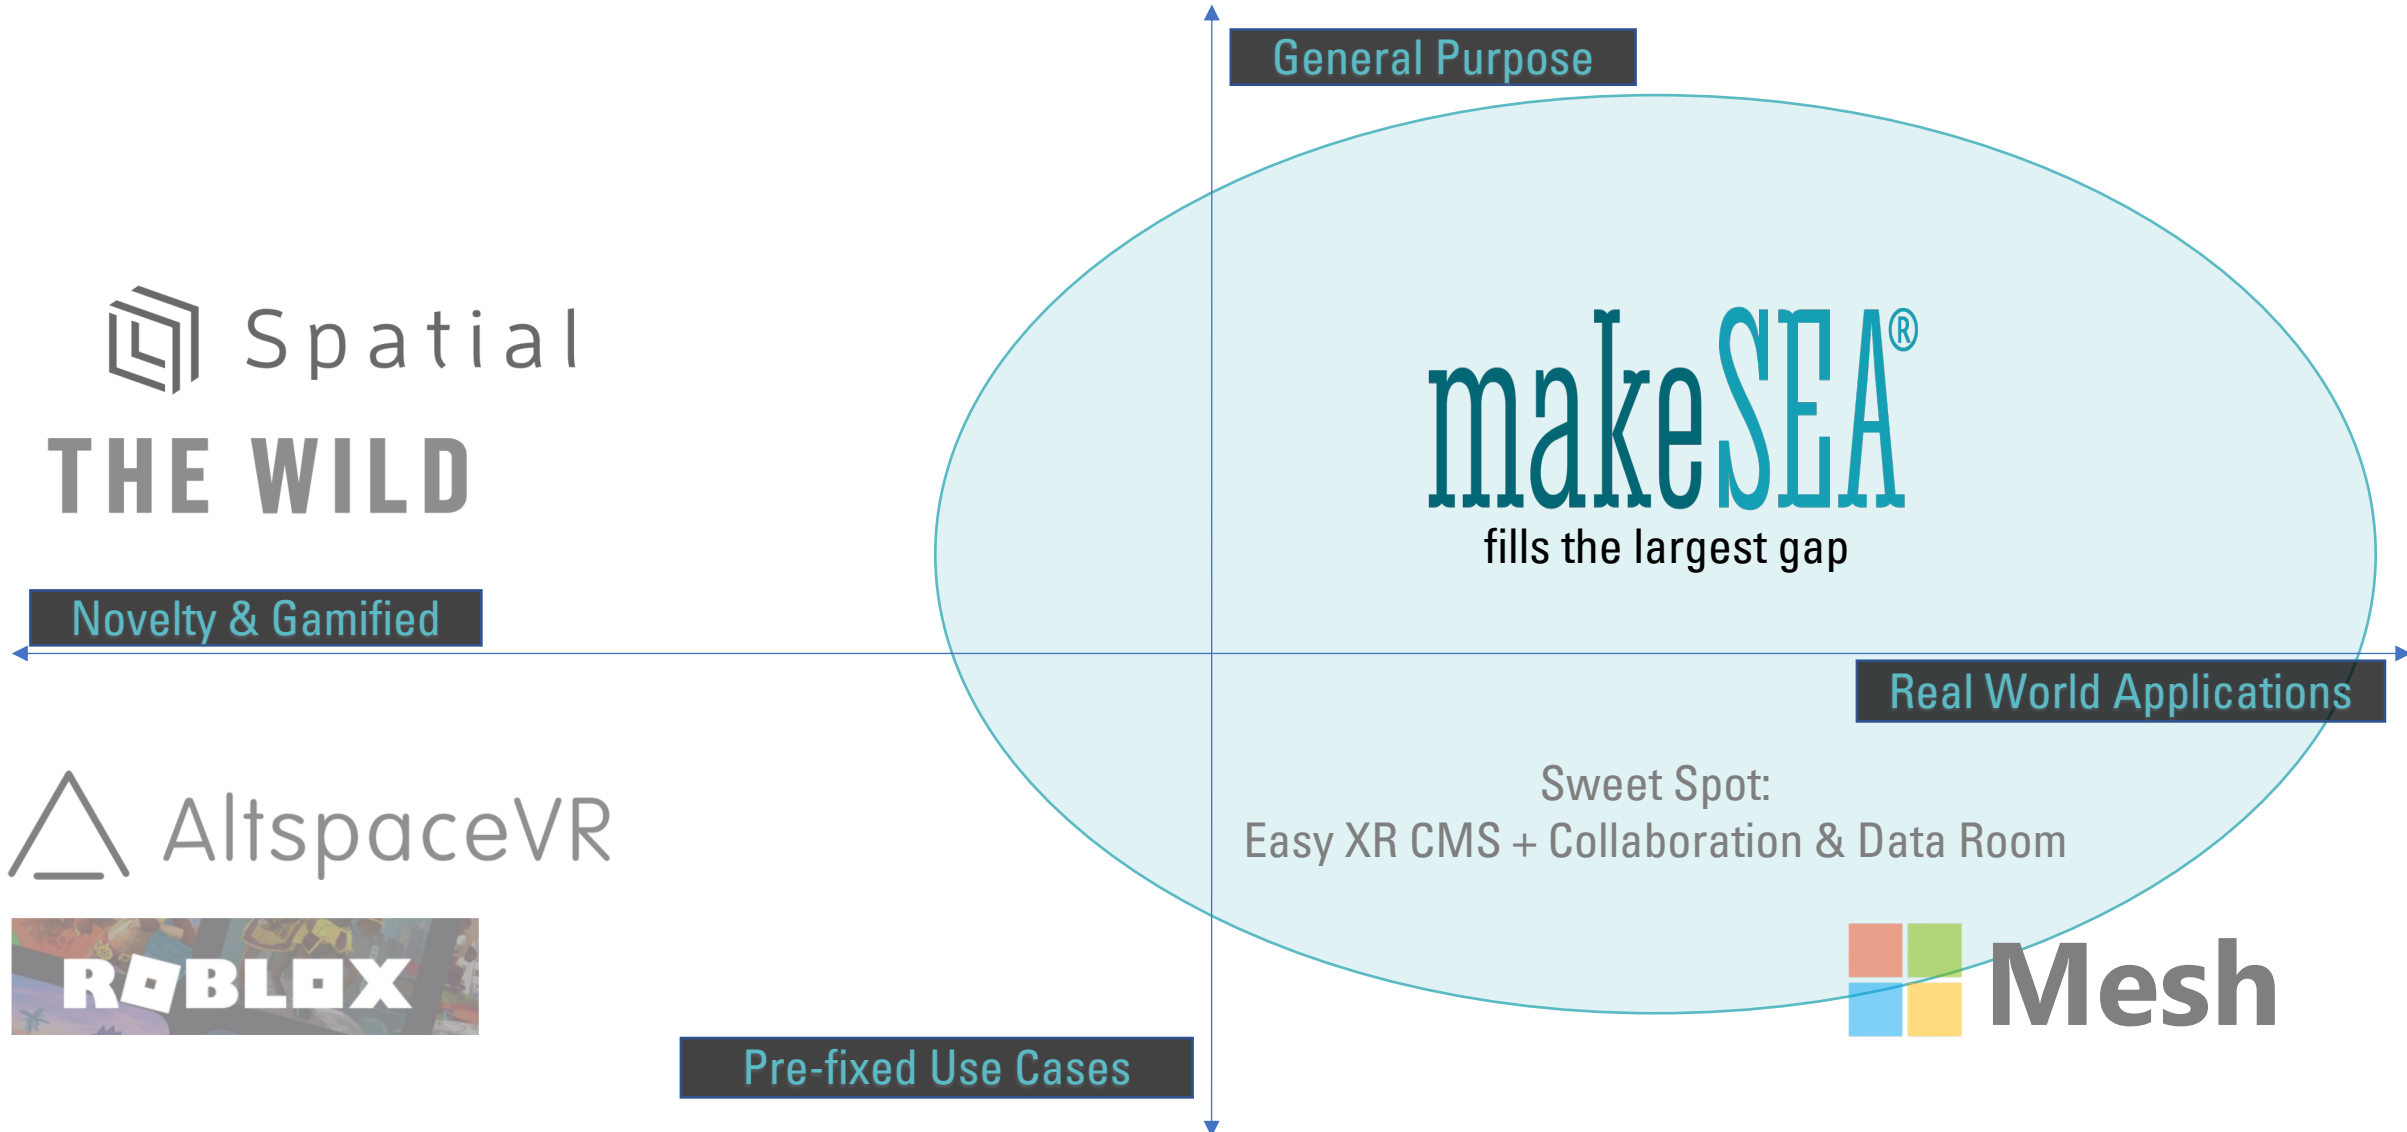 General Purpose
Spatial
THE WILD
makeSEA®
fills the largest gap
Novelty & Gamified
Real World Applications
Sweet Spot:
Easy XR CMS + Collaboration & Data Room
AltspaceVR
ROBLOX
Mesh
Pre-fixed Use Cases